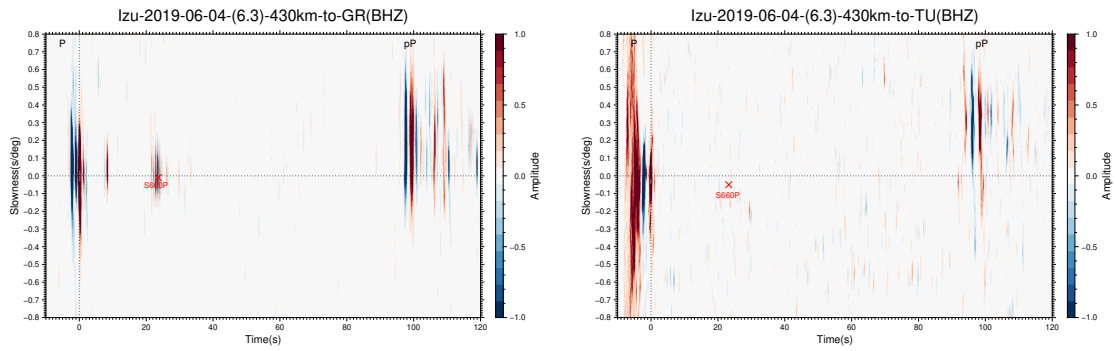 Izu-2019-06-04-(6.3)-430km-to-GR(BHZ)
P
pP
S660P
0.8
0.7
0.6
0.5
0.4
0.3
0.2
0.1
0.0
−0.1
−0.2
−0.3
−0.4
−0.5
−0.6
−0.7
−0.8
Slowness(s/deg)
0 20 40 60 80 100 120
Time(s)
1.0
0.5
0.0
−0.5
−1.0
Amplitude
Izu-2019-06-04-(6.3)-430km-to-TU(BHZ)
P
pP
S660P
0.8
0.7
0.6
0.5
0.4
0.3
0.2
0.1
0.0
−0.1
−0.2
−0.3
−0.4
−0.5
−0.6
−0.7
−0.8
Slowness(s/deg)
0 20 40 60 80 100 120
Time(s)
1.0
0.5
0.0
−0.5
−1.0
Amplitude